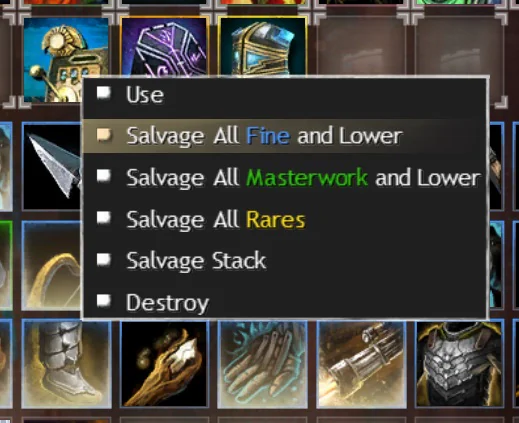 Use
Salvage All Fine and Lower
Salvage All Masterwork and Lower
Salvage All Rares
Salvage Stack
Destroy